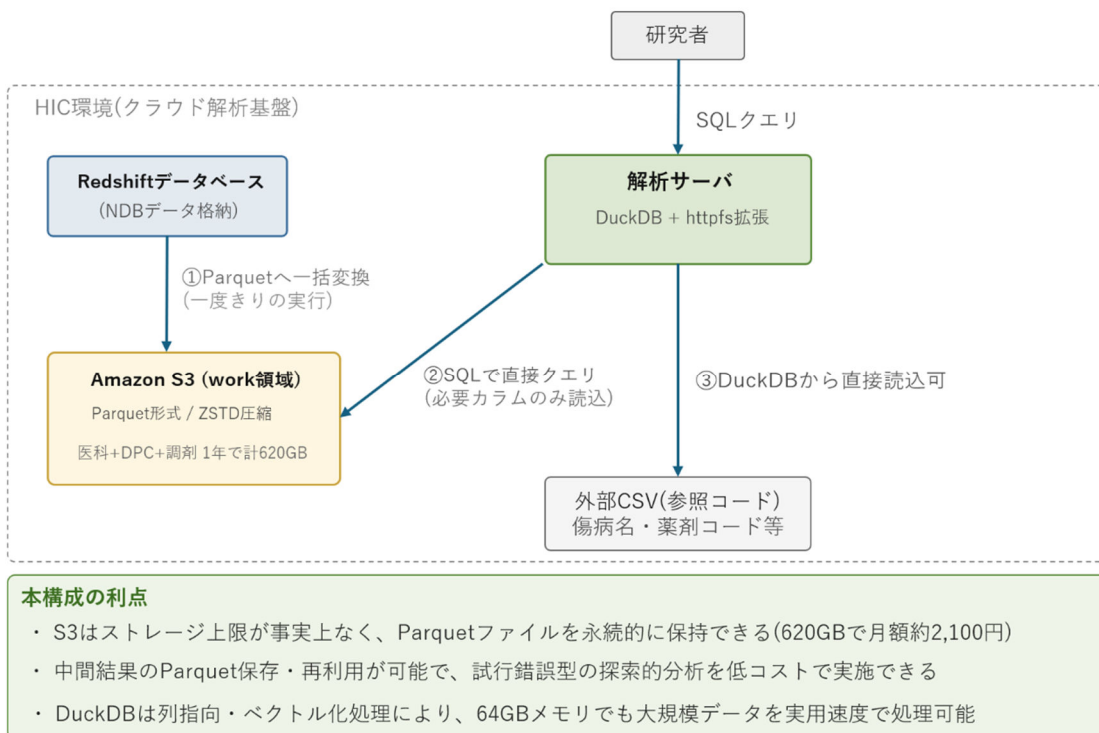 研究者
HIC環境(クラウド解析基盤)
SQLクエリ
Redshiftデータベース
(NDBデータ格納)
解析サーバ
DuckDB + httpfs拡張
①Parquetへ一括変換
(一度きりの実行)
Amazon S3 (work領域)
Parquet形式 / ZSTD圧縮
医科+DPC+調剤 1年で計620GB
②SQLで直接クエリ
(必要カラムのみ読込)
③DuckDBから直接読込可
外部CSV(参照コード)
傷病名・薬剤コード等
本構成の利点
・ S3はストレージ上限が事実上なく、Parquetファイルを永続的に保持できる(620GBで月額約2,100円)
・ 中間結果のParquet保存・再利用が可能で、試行錯誤型の探索的分析を低コストで実施できる
・ DuckDBは列指向・ベクトル化処理により、64GBメモリでも大規模データを実用速度で処理可能